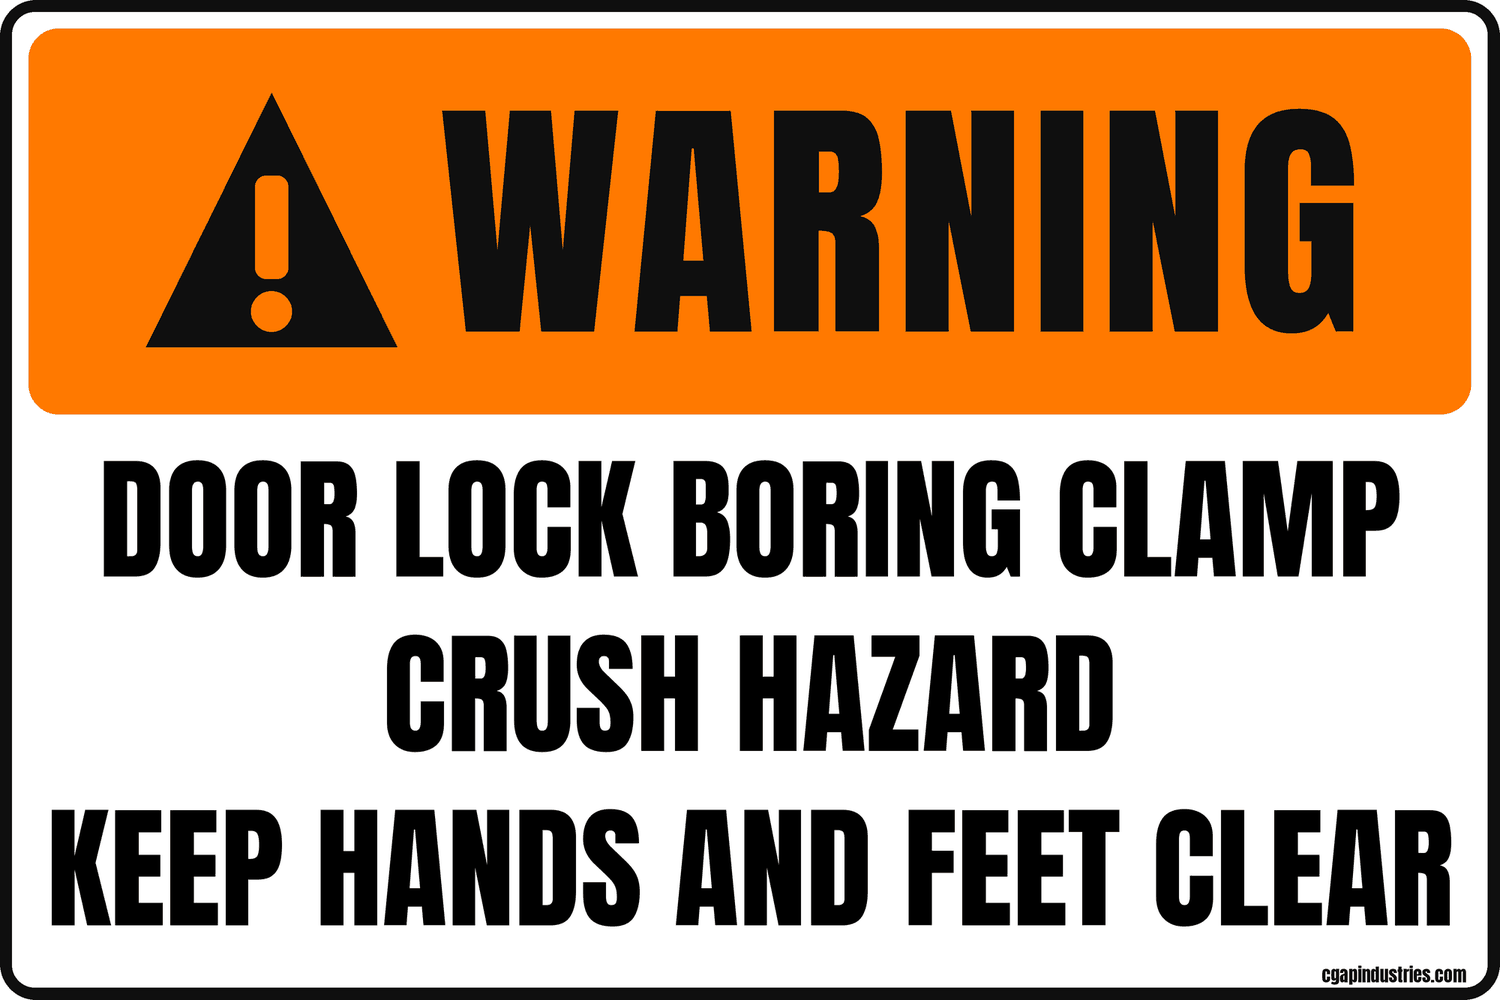 WARNING
DOOR LOCK BORING CLAMP
CRUSH HAZARD
KEEP HANDS AND FEET CLEAR
cgapindustries.com